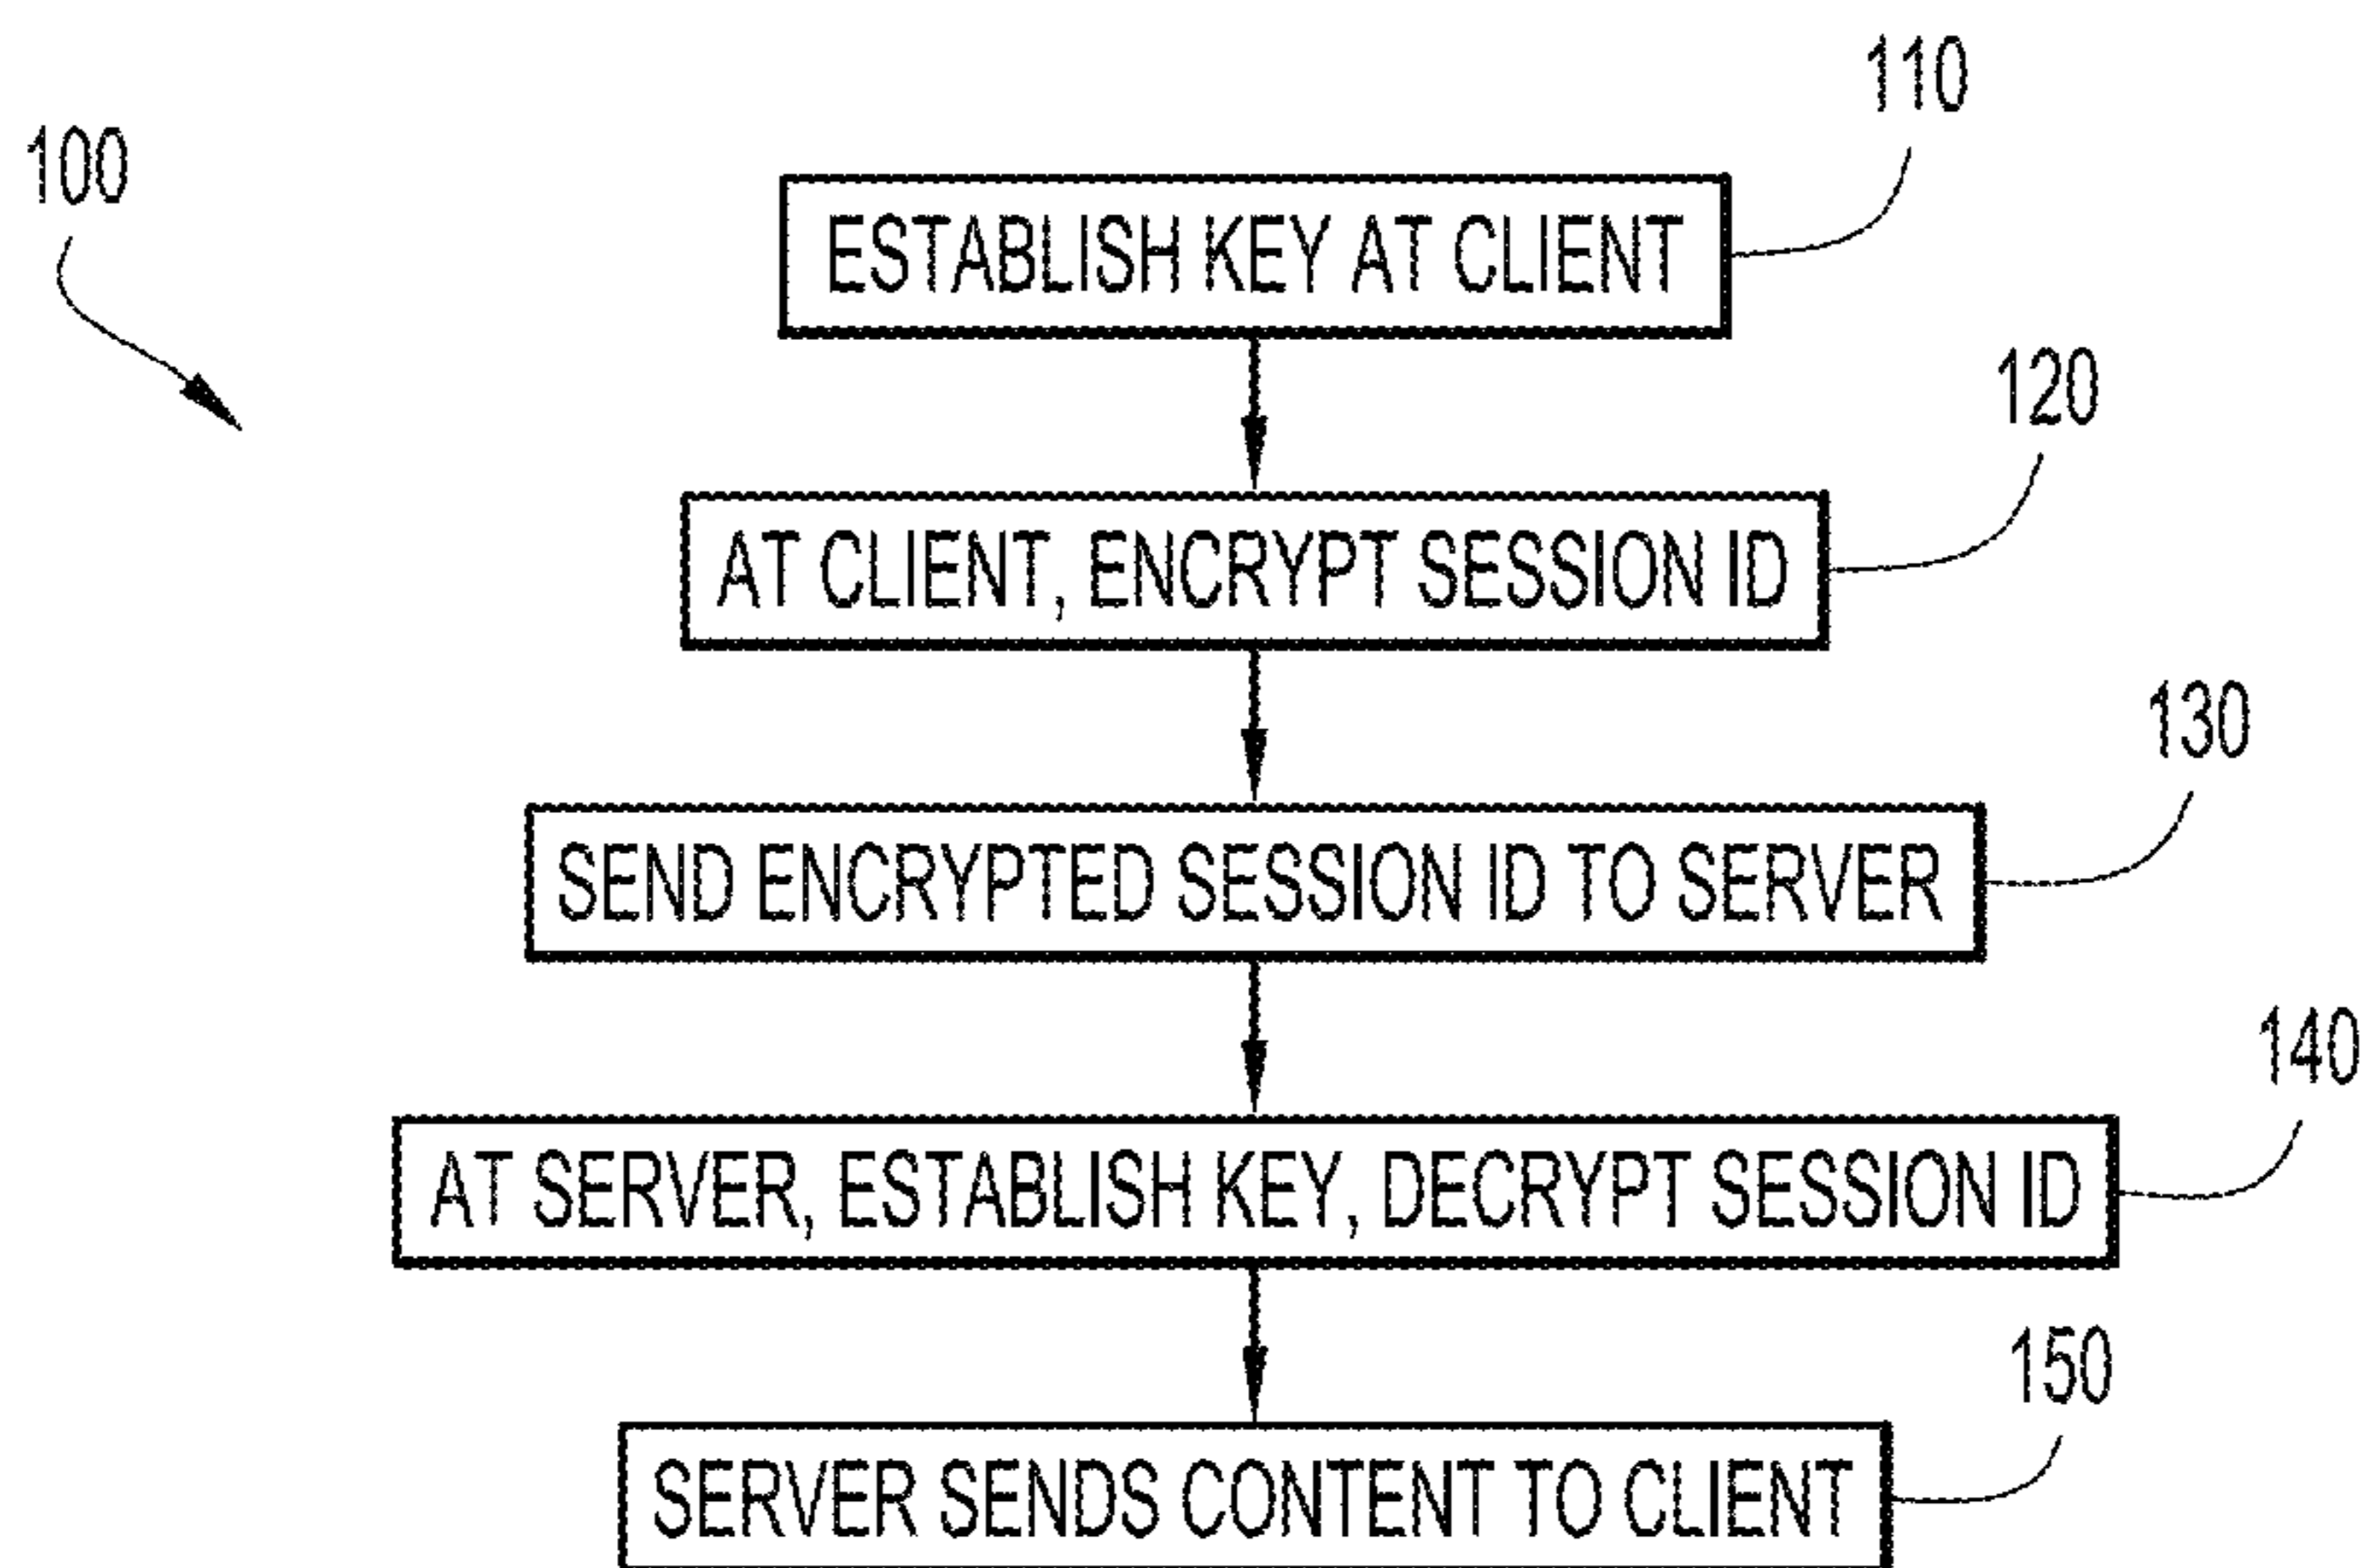 100
110
ESTABLISH KEY AT CLIENT
120
AT CLIENT, ENCRYPT SESSION ID
130
SEND ENCRYPTED SESSION ID TO SERVER
140
AT SERVER, ESTABLISH KEY, DECRYPT SESSION ID
150
SERVER SENDS CONTENT TO CLIENT